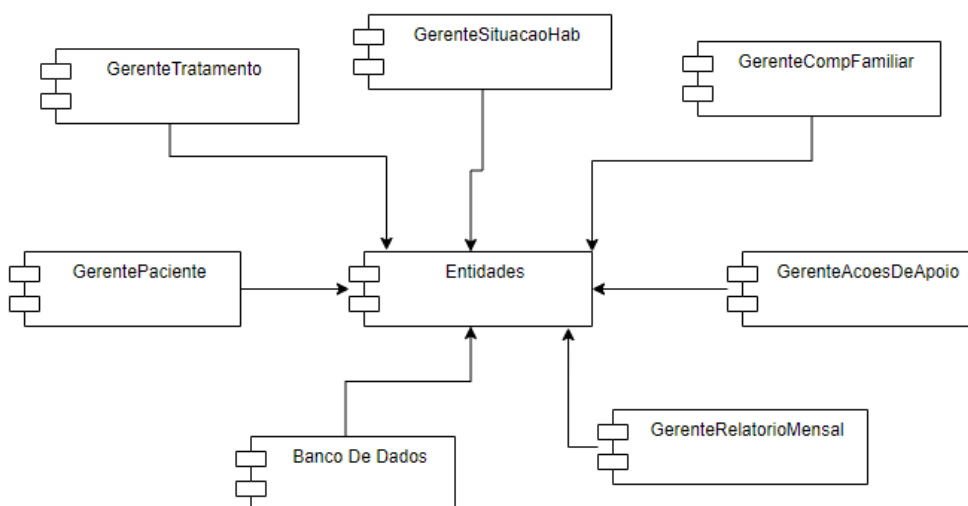 GerenteSituacaoHab
GerenteTratamento
GerenteCompFamiliar
GerentePaciente
Entidades
GerenteAcoesDeApoio
GerenteRelatorioMensal
Banco De Dados